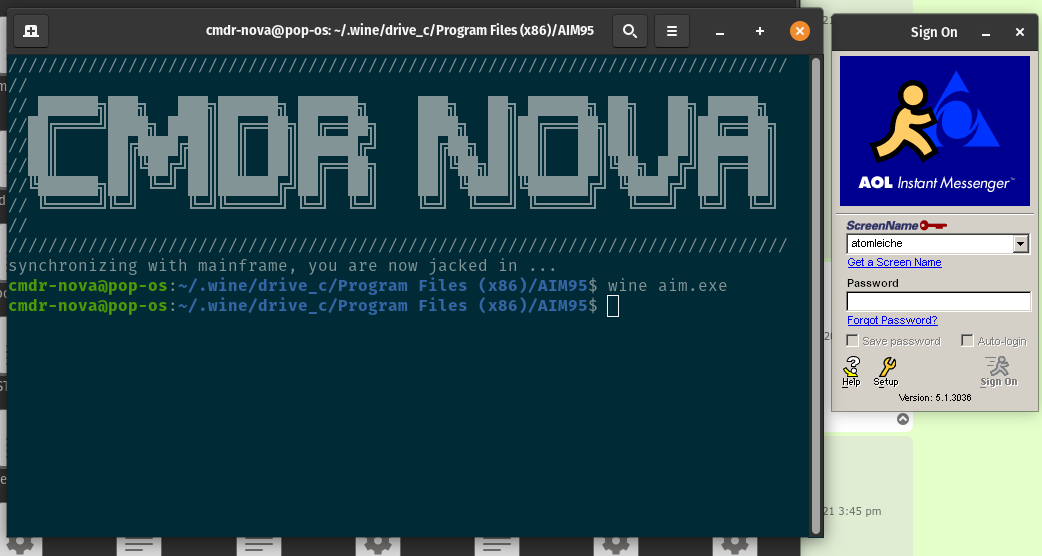 cmdr-nova@pop-os: ~/.wine/drive_c/Program Files (x86)/AIM95
////////////////////////////////////////////////////////////////////////////////
//
// CMDR NOVA
//
//
//
//
//
//
////////////////////////////////////////////////////////////////////////////////
synchronizing with mainframe, you are now jacked in ...
cmdr-nova@pop-os:~/.wine/drive_c/Program Files (x86)/AIM95$ wine aim.exe
cmdr-nova@pop-os:~/.wine/drive_c/Program Files (x86)/AIM95$
Sign On
AOL Instant Messenger™
ScreenName
atomleiche
Get a Screen Name
Password
Forgot Password?
Save password
Auto-login
Help
Setup
Sign On
Version: 5.1.3036
21 3:45 pm